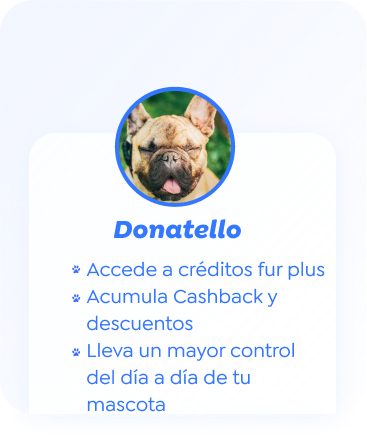 Donatello
Accede a créditos fur plus
Acumula Cashback y
descuentos
Lleva un mayor control
del día a día de tu
mascota